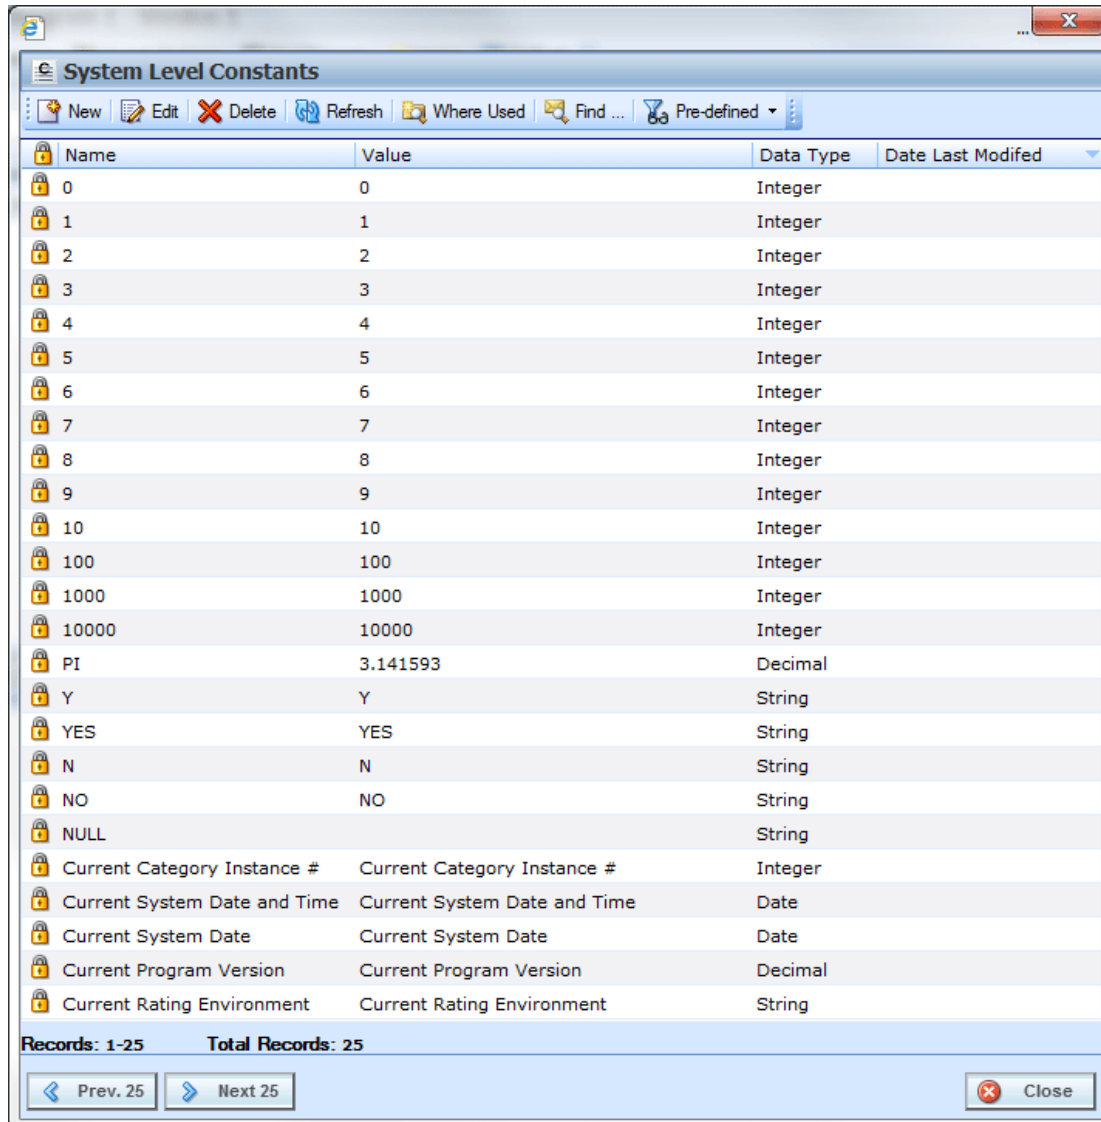 ... X
System Level Constants
New Edit Delete Refresh Where Used Find ... Pre-defined
Name Value Data Type Date Last Modifed
0 0 Integer
1 1 Integer
2 2 Integer
3 3 Integer
4 4 Integer
5 5 Integer
6 6 Integer
7 7 Integer
8 8 Integer
9 9 Integer
10 10 Integer
100 100 Integer
1000 1000 Integer
10000 10000 Integer
PI 3.141593 Decimal
Y Y String
YES YES String
N N String
NO NO String
NULL String
Current Category Instance # Current Category Instance # Integer
Current System Date and Time Current System Date and Time Date
Current System Date Current System Date Date
Current Program Version Current Program Version Decimal
Current Rating Environment Current Rating Environment String
Records: 1-25 Total Records: 25
Prev. 25 Next 25 Close